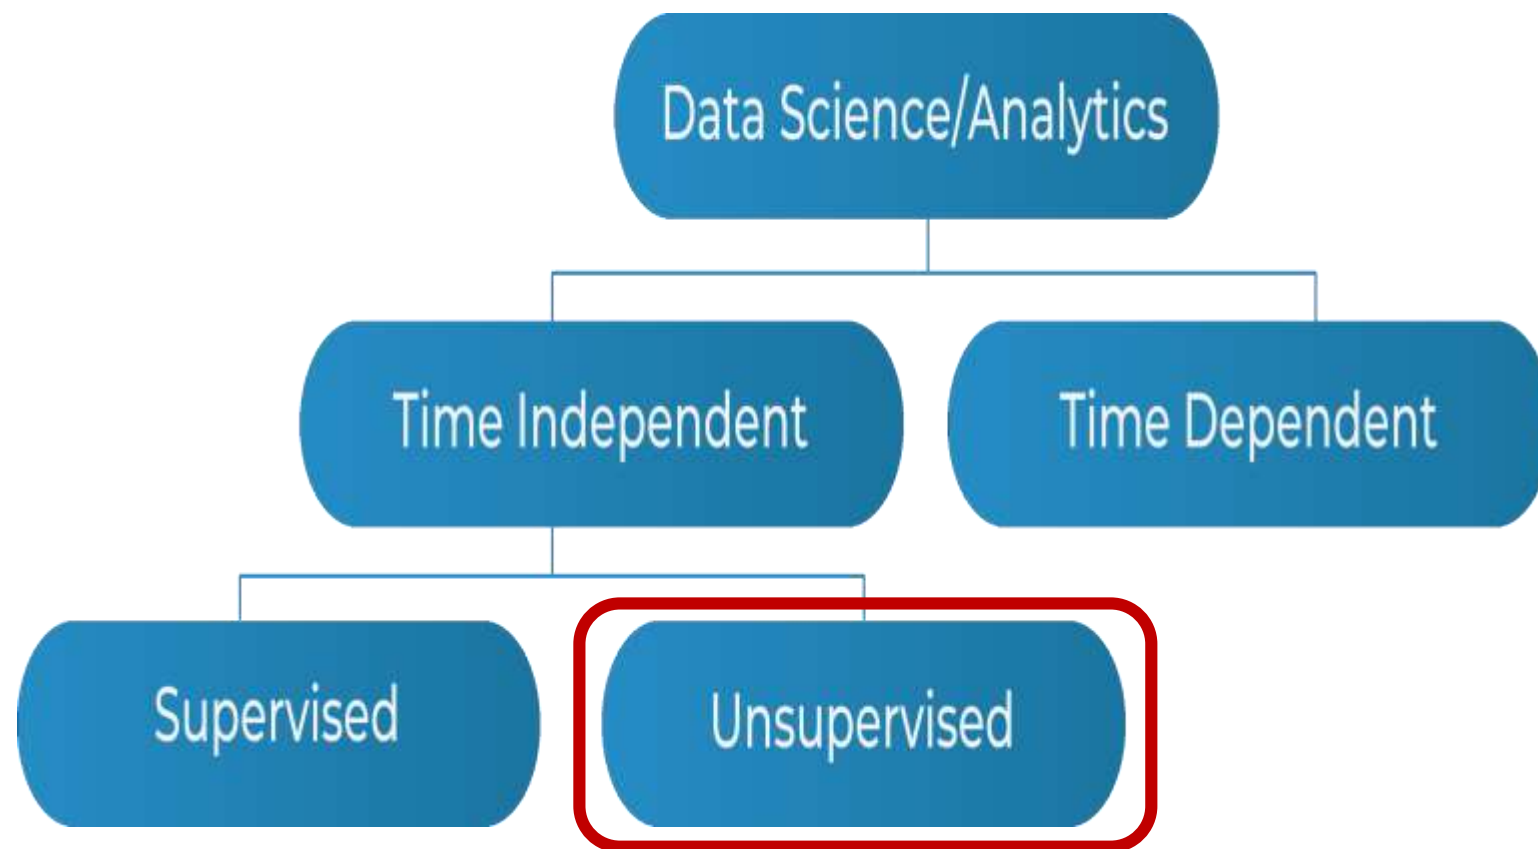 Data Science/Analytics
Time Independent
Time Dependent
Supervised
Unsupervised